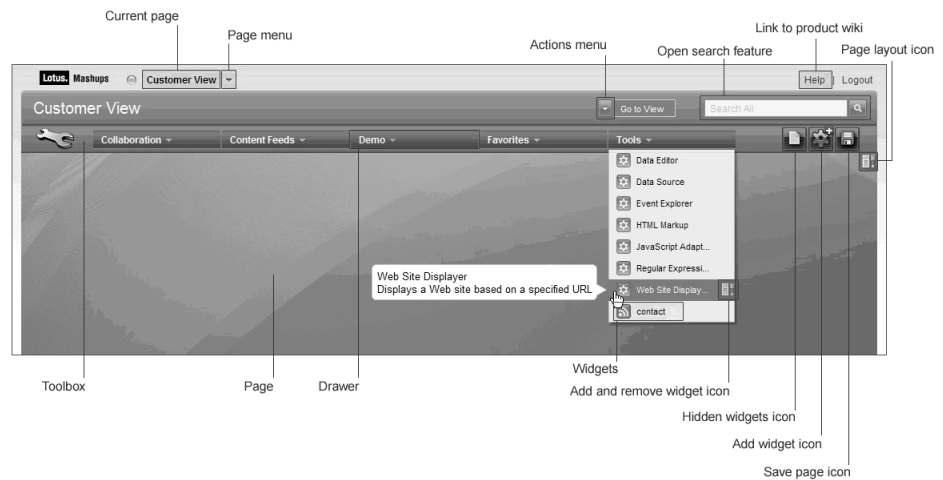 Current page
Page menu
Actions menu
Link to product wiki
Open search feature
Page layout icon
Lotus. Mashups
Customer View
Help | Logout
Customer View
Go to View
Search All
Collaboration
Content Feeds
Demo
Favorites
Tools
Data Editor
Data Source
Event Explorer
HTML Markup
JavaScript Adapt...
Regular Expressi...
Web Site Displayer
Displays a Web site based on a specified URL
Web Site Display...
contact
Widgets
Toolbox
Page
Drawer
Add and remove widget icon
Hidden widgets icon
Add widget icon
Save page icon